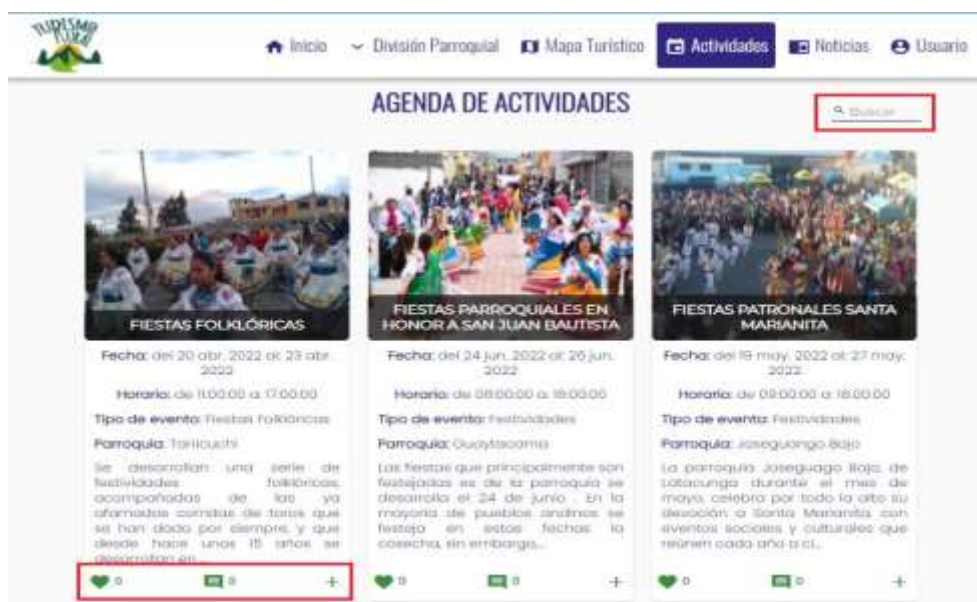 TURISMO
RURAL
Inicio
División Parroquial
Mapa Turístico
Actividades
Noticias
Usuario
AGENDA DE ACTIVIDADES
Buscar
FIESTAS FOLKLÓRICAS
Fecha: del 20 abr. 2022 al: 23 abr.
2022
Horario: de 11:00:00 a: 17:00:00
Tipo de evento: Fiestas Folklóricas
Parroquia: Tanicuchi
Se desarrollan una serie de
festividades folklóricas,
acompañadas de las ya
afamadas corridas de toros que
se han dado por siempre, y que
desde hace unos 15 años se
desarrollan en
0
0
+
FIESTAS PARROQUIALES EN
HONOR A SAN JUAN BAUTISTA
Fecha: del 24 jun. 2022 al: 26 jun.
2022
Horario: de 08:00:00 a: 18:00:00
Tipo de evento: Festividades
Parroquia: Guaytacama
Las fiestas que principalmente son
festejadas es de la parroquia se
desarrolla el 24 de junio . En la
mayoría de pueblos andinos se
festeja en estas fechas la
cosecha, sin embargo,...
0
0
+
FIESTAS PATRONALES SANTA
MARIANITA
Fecha: del 19 may. 2022 al: 27 may.
2022
Horario: de 09:00:00 a: 18:00:00
Tipo de evento: Festividades
Parroquia: Joseguango Bajo
La parroquia Joseguago Bajo, de
Latacunga durante el mes de
mayo, celebra por todo lo alto su
devoción a Santa Marianita, con
eventos sociales y culturales que
reúnen cada año a ci...
0
0
+